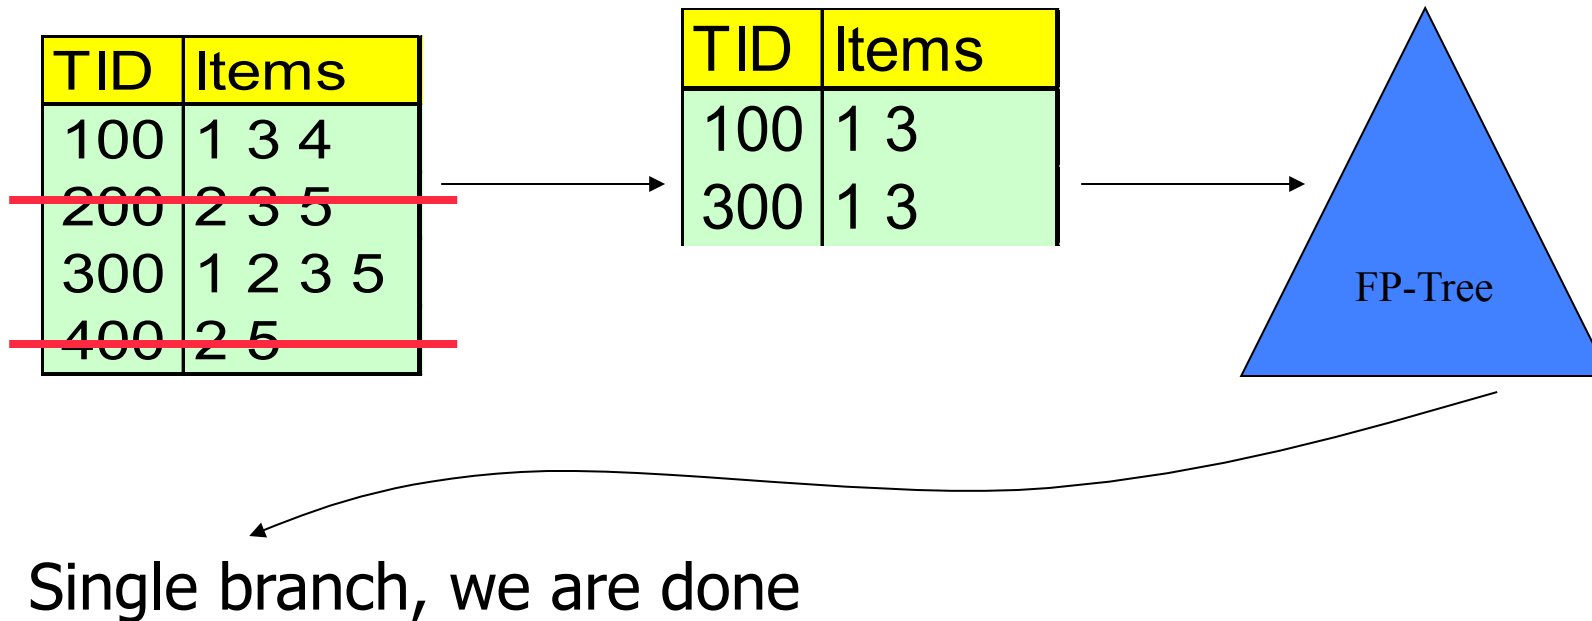 TID Items
100 1 3 4
200 2 3 5
300 1 2 3 5
400 2 5
TID Items
100 1 3
300 1 3
FP-Tree
Single branch, we are done